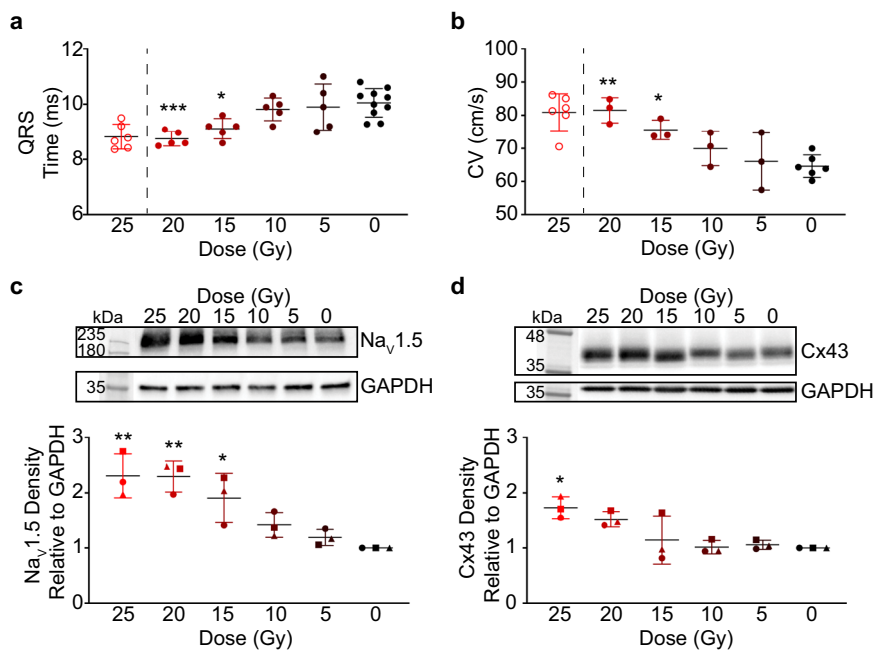 a
QRS
Time (ms)
12
10
8
6
***
*
25 20 15 10 5 0
Dose (Gy)
b
CV (cm/s)
100
90
80
70
60
50
**
*
25 20 15 10 5 0
Dose (Gy)
c
Dose (Gy)
kDa 25 20 15 10 5 0
235
180
NaV1.5
35
GAPDH
NaV1.5 Density
Relative to GAPDH
3
2
1
0
** ** *
25 20 15 10 5 0
Dose (Gy)
d
Dose (Gy)
kDa 25 20 15 10 5 0
48
35
Cx43
35
GAPDH
Cx43 Density
Relative to GAPDH
3
2
1
0
*
25 20 15 10 5 0
Dose (Gy)